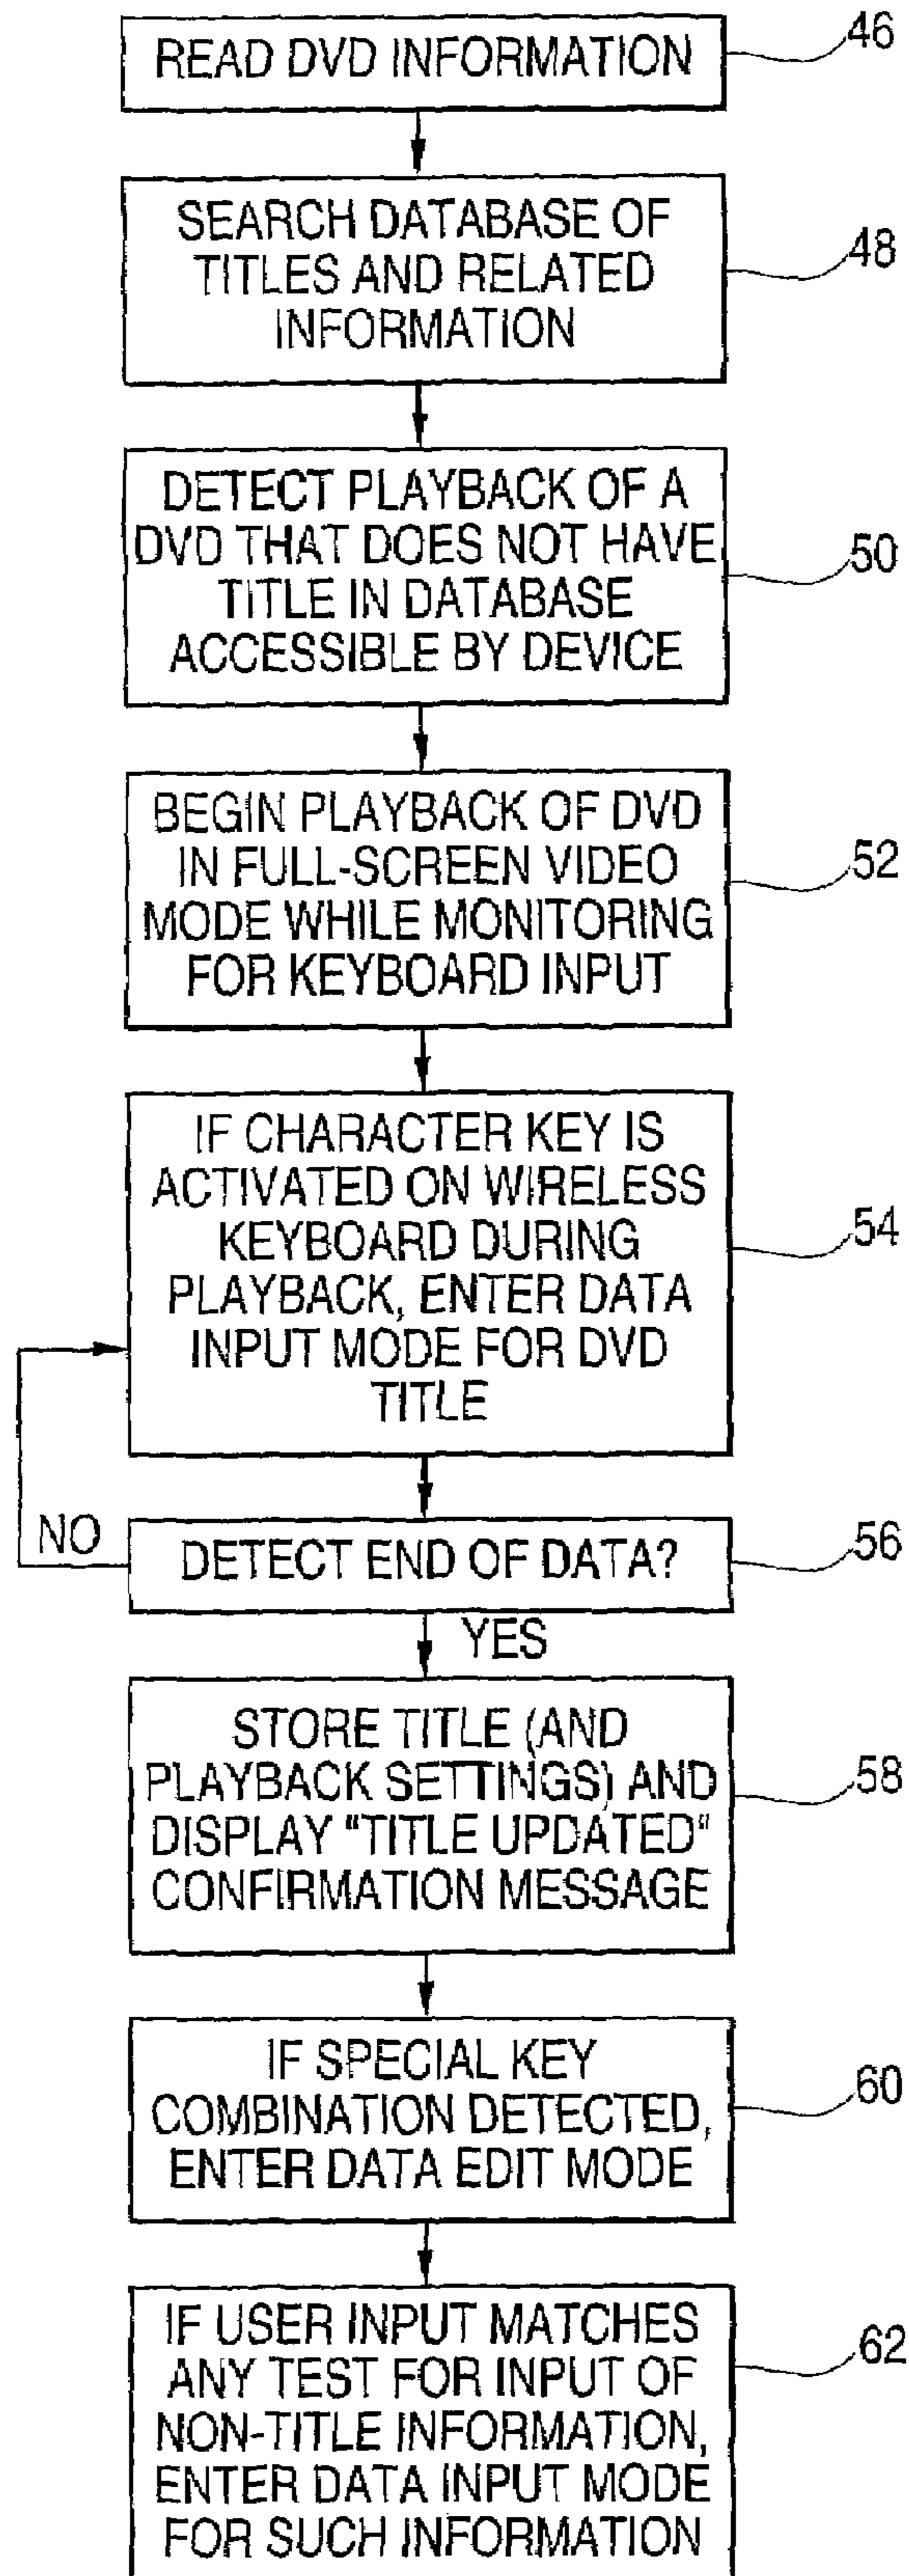 READ DVD INFORMATION
46
SEARCH DATABASE OF
TITLES AND RELATED
INFORMATION
48
DETECT PLAYBACK OF A
DVD THAT DOES NOT HAVE
TITLE IN DATABASE
ACCESSIBLE BY DEVICE
50
BEGIN PLAYBACK OF DVD
IN FULL-SCREEN VIDEO
MODE WHILE MONITORING
FOR KEYBOARD INPUT
52
IF CHARACTER KEY IS
ACTIVATED ON WIRELESS
KEYBOARD DURING
PLAYBACK, ENTER DATA
INPUT MODE FOR DVD
TITLE
54
NO
DETECT END OF DATA?
56
YES
STORE TITLE (AND
PLAYBACK SETTINGS) AND
DISPLAY "TITLE UPDATED"
CONFIRMATION MESSAGE
58
IF SPECIAL KEY
COMBINATION DETECTED,
ENTER DATA EDIT MODE
60
IF USER INPUT MATCHES
ANY TEST FOR INPUT OF
NON-TITLE INFORMATION,
ENTER DATA INPUT MODE
FOR SUCH INFORMATION
62